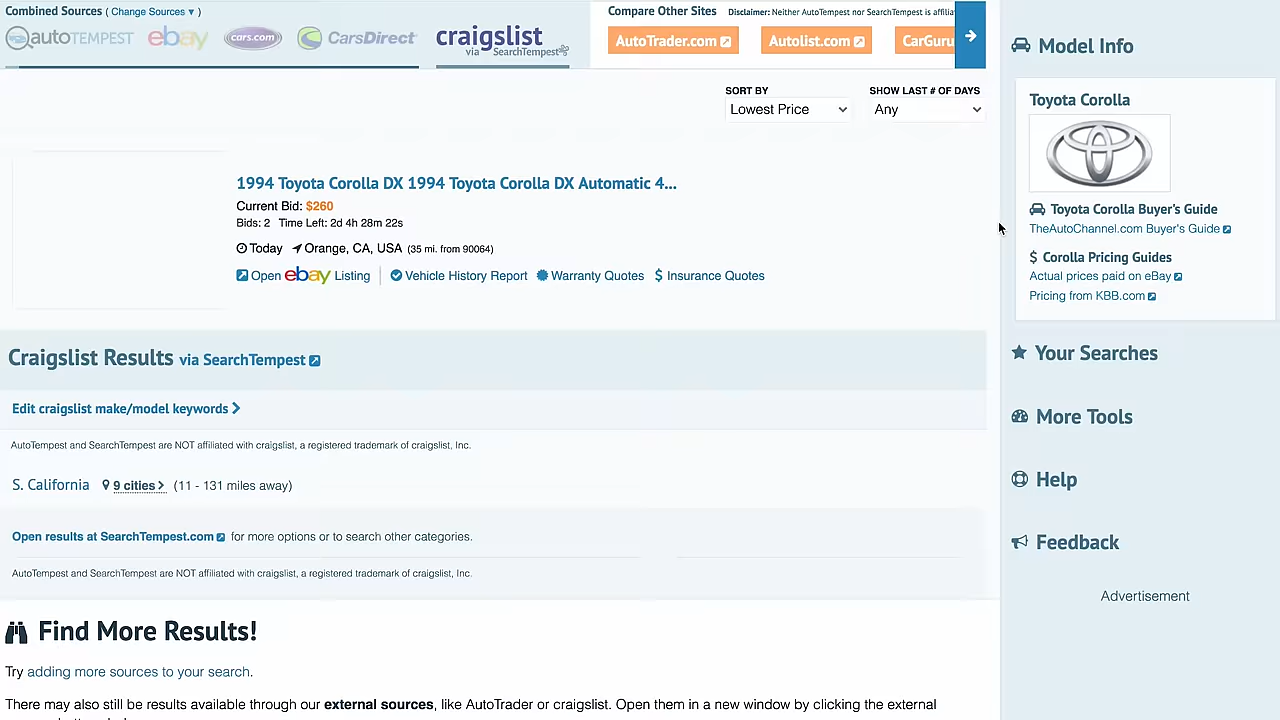 Combined Sources ( Change Sources ▾ )
Compare Other Sites Disclaimer: Neither AutoTempest nor SearchTempest is
AUTOTEMPEST ebay cars.com CarsDirect craigslist
via SearchTempest
AutoTrader.com Autolist.com
SORT BY SHOW LAST # OF DAYS
Lowest Price Any
1994 Toyota Corolla DX 1994 Toyota Corolla DX Automatic 4...
Current Bid: $260
Bids: 2 Time Left: 2d 4h 28m 22s
Today Orange, CA, USA (35 mi. from 90064)
Open ebay Listing Vehicle History Report Warranty Quotes $ Insurance Quotes
Craigslist Results via SearchTempest
Edit craigslist make/model keywords
AutoTempest and SearchTempest are NOT affiliated with craigslist, a registered trademark of craigslist, Inc.
S. California 9 cities (11 - 131 miles away)
Open results at SearchTempest.com for more options or to search other categories.
AutoTempest and SearchTempest are NOT affiliated with craigslist, a registered trademark of craigslist, Inc.
Find More Results!
Try adding more sources to your search.
There may also still be results available through our external sources, like AutoTrader or craigslist. Open them in a new window by clicking the external
Model Info
Toyota Corolla
Toyota Corolla Buyer's Guide
TheAutoChannel.com Buyer's Guide
$ Corolla Pricing Guides
Actual prices paid on eBay
Pricing from KBB.com
Your Searches
More Tools
Help
Feedback
Advertisement